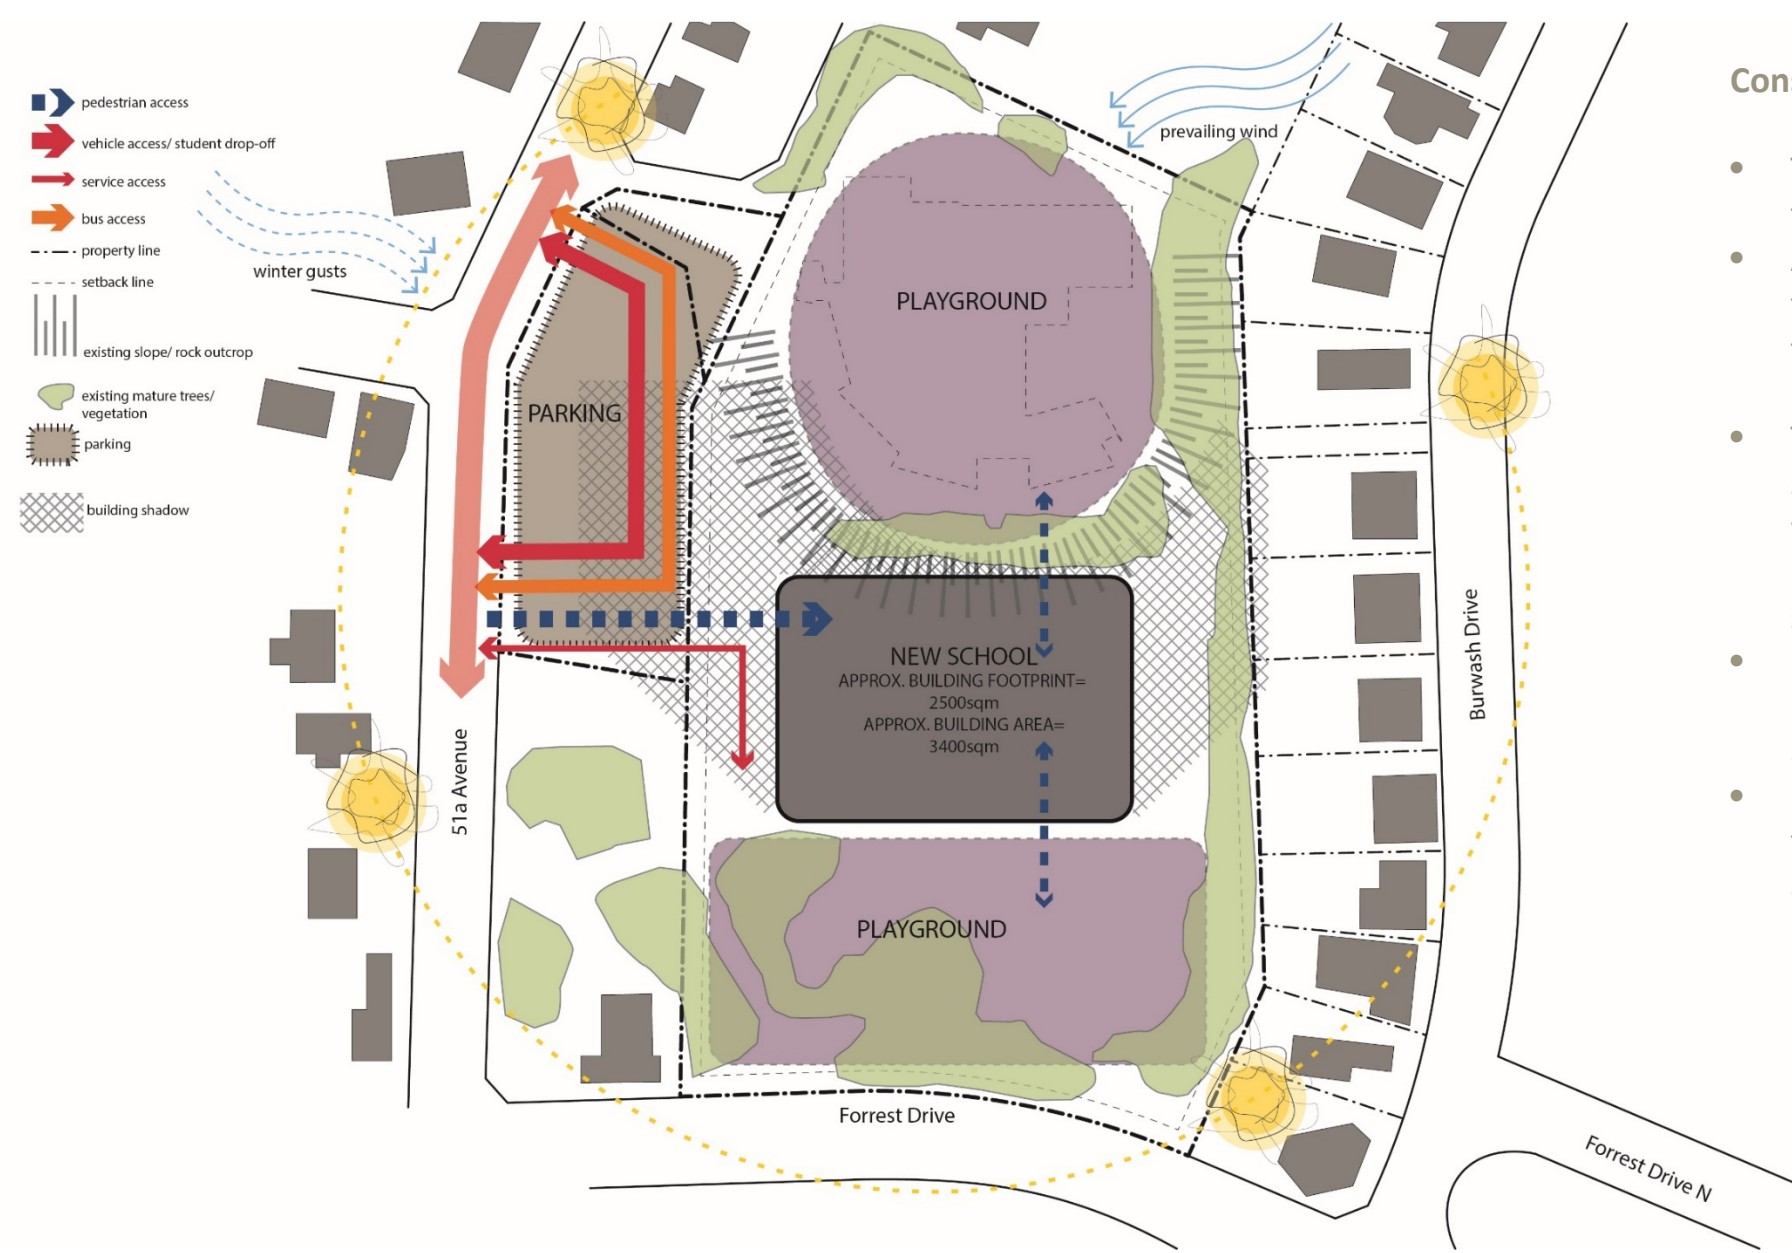 Con
pedestrian access
vehicle access/ student drop-off
service access
bus access
property line
setback line
existing slope/ rock outcrop
existing mature trees/
vegetation
parking
building shadow
winter gusts
prevailing wind
PLAYGROUND
PARKING
NEW SCHOOL
APPROX. BUILDING FOOTPRINT=
2500sqm
APPROX. BUILDING AREA=
3400sqm
PLAYGROUND
51a Avenue
Burwash Drive
Forrest Drive
Forrest Drive N